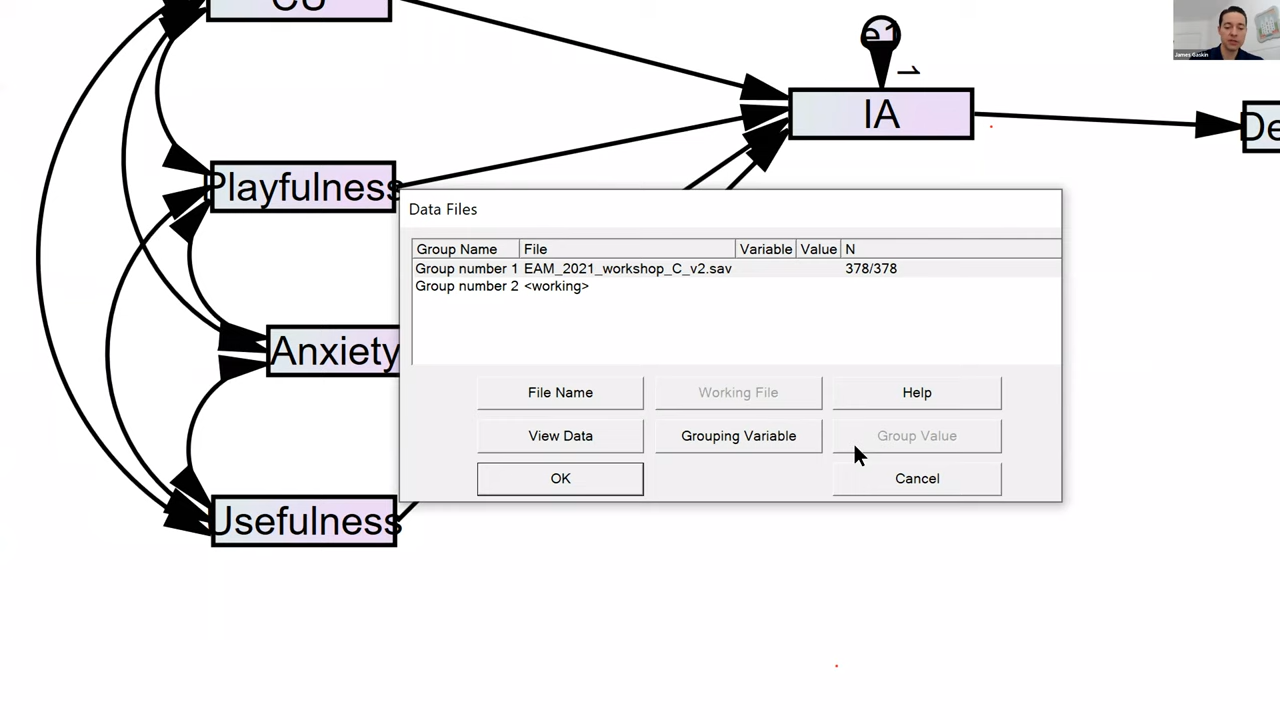 CU
e1
1
IA
De
Playfulness
Anxiety
Usefulness
James Gaskin
Data Files
Group Name File Variable Value N
Group number 1 EAM_2021_workshop_C_v2.sav 378/378
Group number 2 <working>
File Name Working File Help
View Data Grouping Variable Group Value
OK Cancel